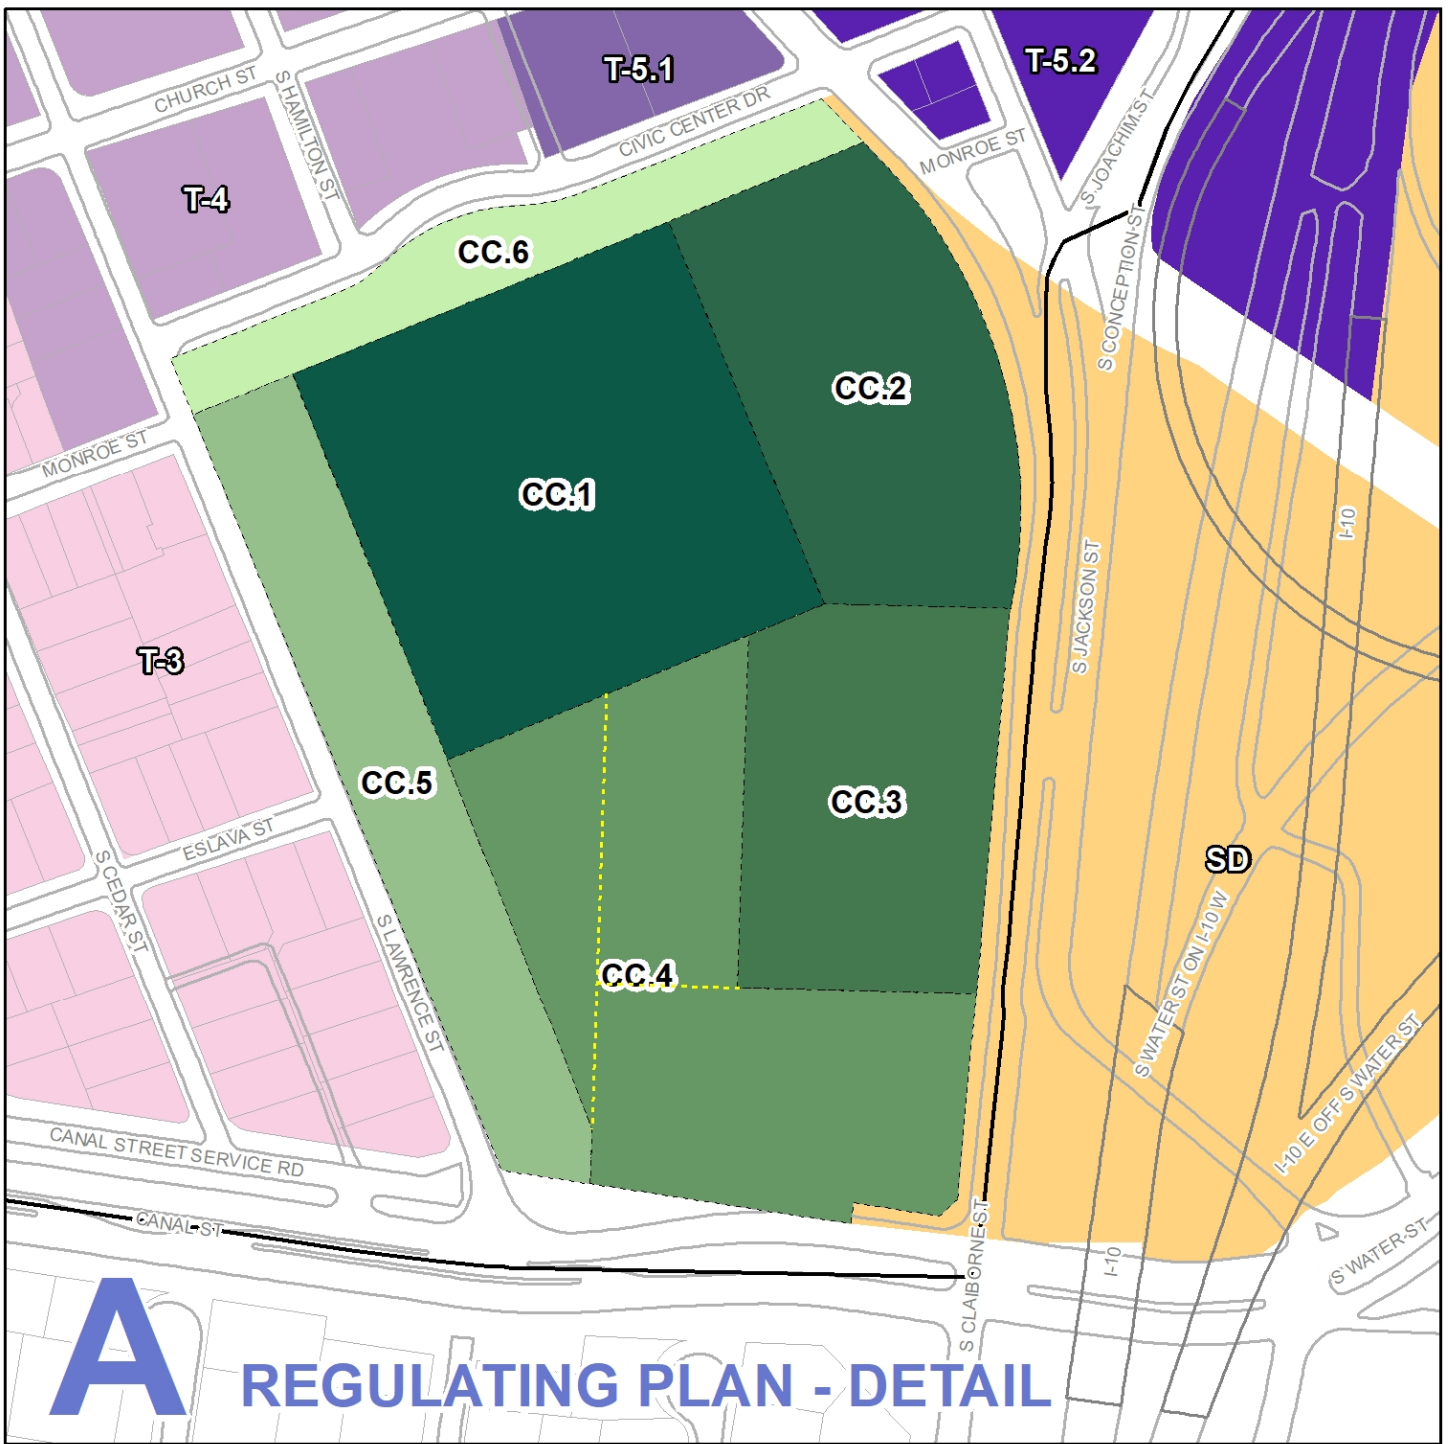 T-5.1
T-5.2
CHURCH ST
S HAMILTON ST
CIVIC CENTER DR
MONROE ST
S JOACHIM ST
T-4
CC.6
S CONCEPTION ST
CC.2
MONROE ST
CC.1
I-10
S JACKSON ST
T-3
CC.5
CC.3
ESLAVA ST
SD
S CEDAR ST
S LAWRENCE ST
CC.4
S WATER ST ON I-10 W
I-10 E OFF S WATER ST
CANAL STREET SERVICE RD
CANAL ST
S CLAIBORNE ST
I-10
S WATER ST
A REGULATING PLAN - DETAIL